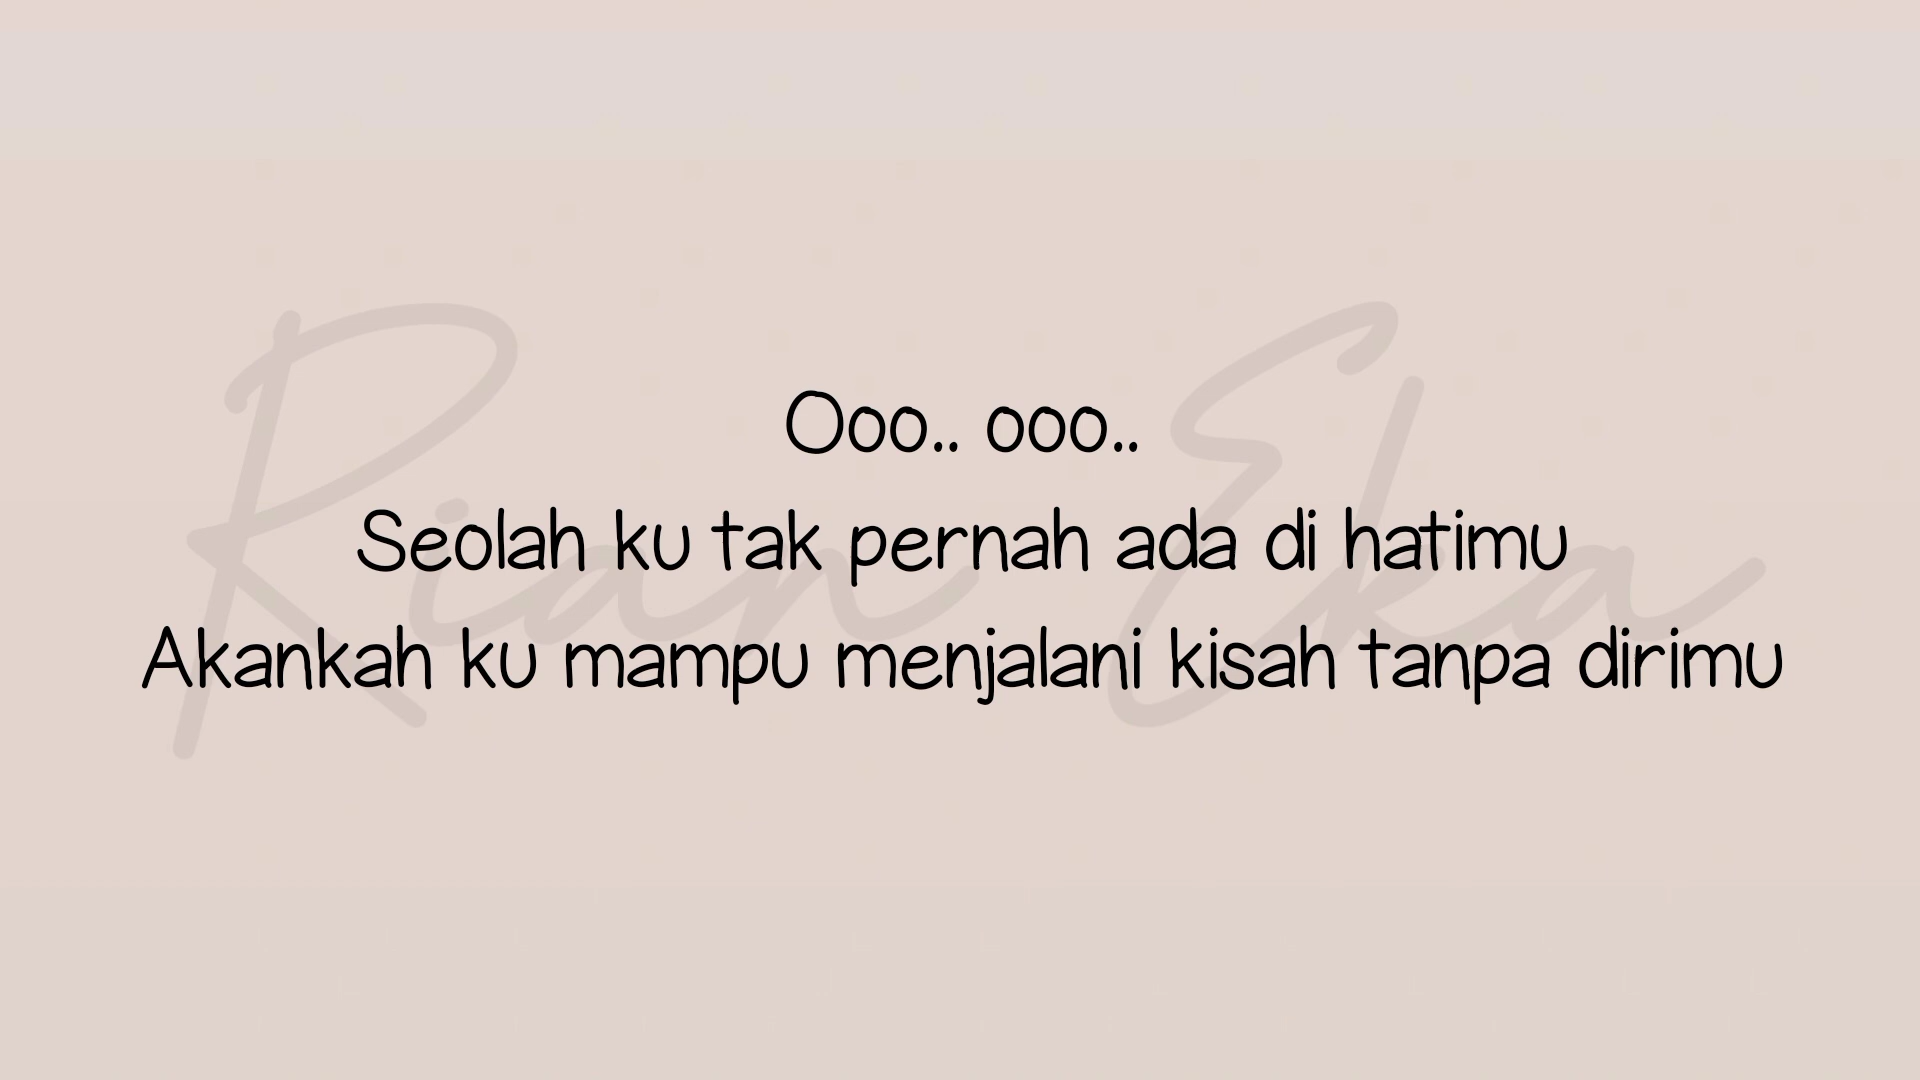 Ooo.. ooo..
Seolah ku tak pernah ada di hatimu
Akankah ku mampu menjalani kisah tanpa dirimu
Rian Eka